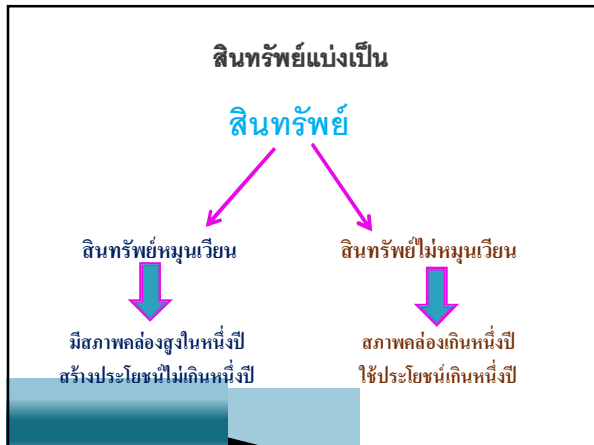 สินทรัพย์แบ่งเป็น
สินทรัพย์
สินทรัพย์หมุนเวียน
สินทรัพย์ไม่หมุนเวียน
มีสภาพคล่องสูงในหนึ่งปี
สร้างประโยชน์ไม่เกินหนึ่งปี
สภาพคล่องเกินหนึ่งปี
ใช้ประโยชน์เกินหนึ่งปี